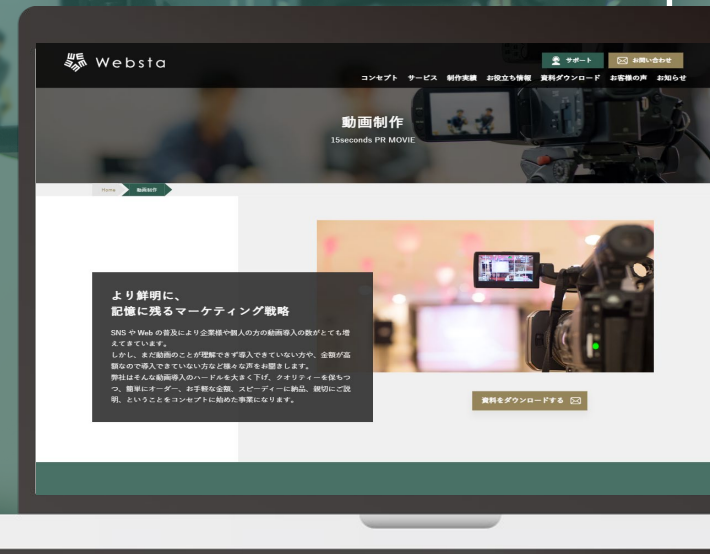 Websta
サポート
お問い合わせ
コンセプト サービス 制作実績 お役立ち情報 資料ダウンロード お客様の声 お知らせ
動画制作
15seconds PR MOVIE
Home 動画制作
より鮮明に、
記憶に残るマーケティング戦略
SNS や Web の普及により企業様や個人の方の動画導入の数がとても増
えてきています。
しかし、まだ動画のことが理解できず導入できていない方や、金額が高
額なので導入できていない方など様々な声をお聞きします。
弊社はそんな動画導入のハードルを大きく下げ、クオリティーを保ちつ
つ、簡単にオーダー、お手軽な金額、スピーディーに納品、親切にご説
明、ということをコンセプトに始めた事業になります。
資料をダウンロードする